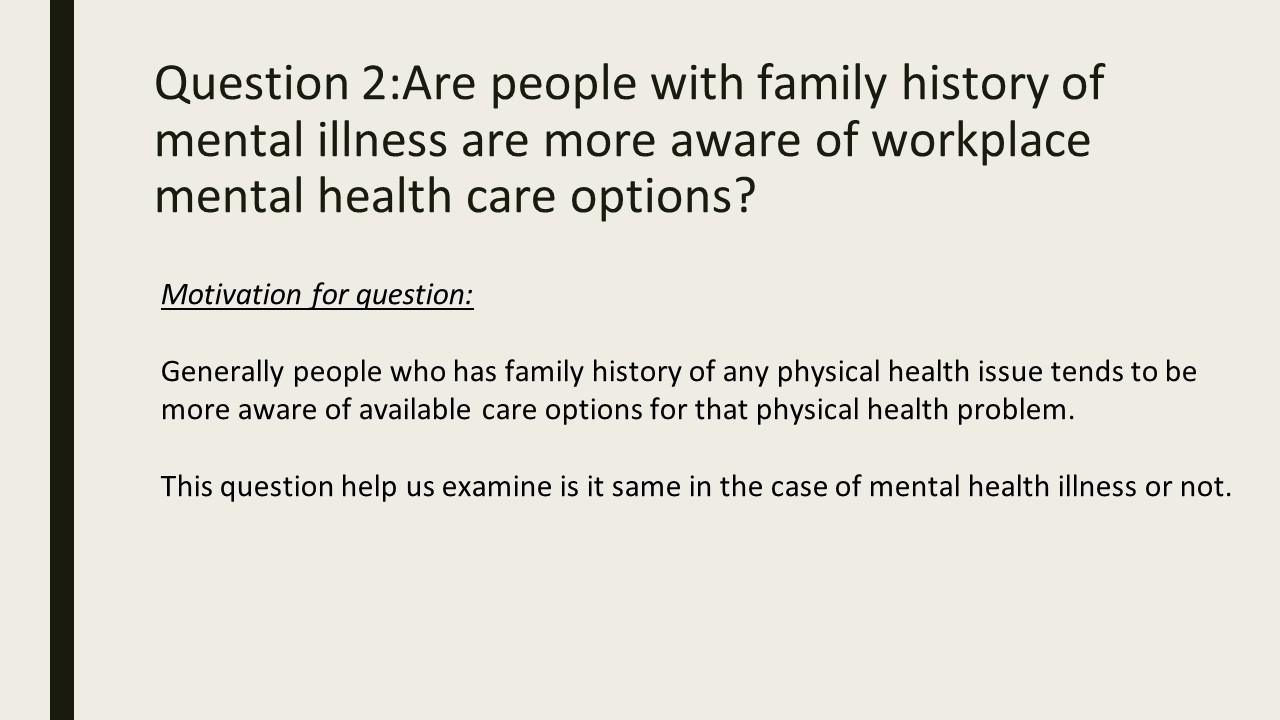 Question 2:Are people with family history of
mental illness are more aware of workplace
mental health care options?
Motivation for question:
Generally people who has family history of any physical health issue tends to be
more aware of available care options for that physical health problem.
This question help us examine is it same in the case of mental health illness or not.